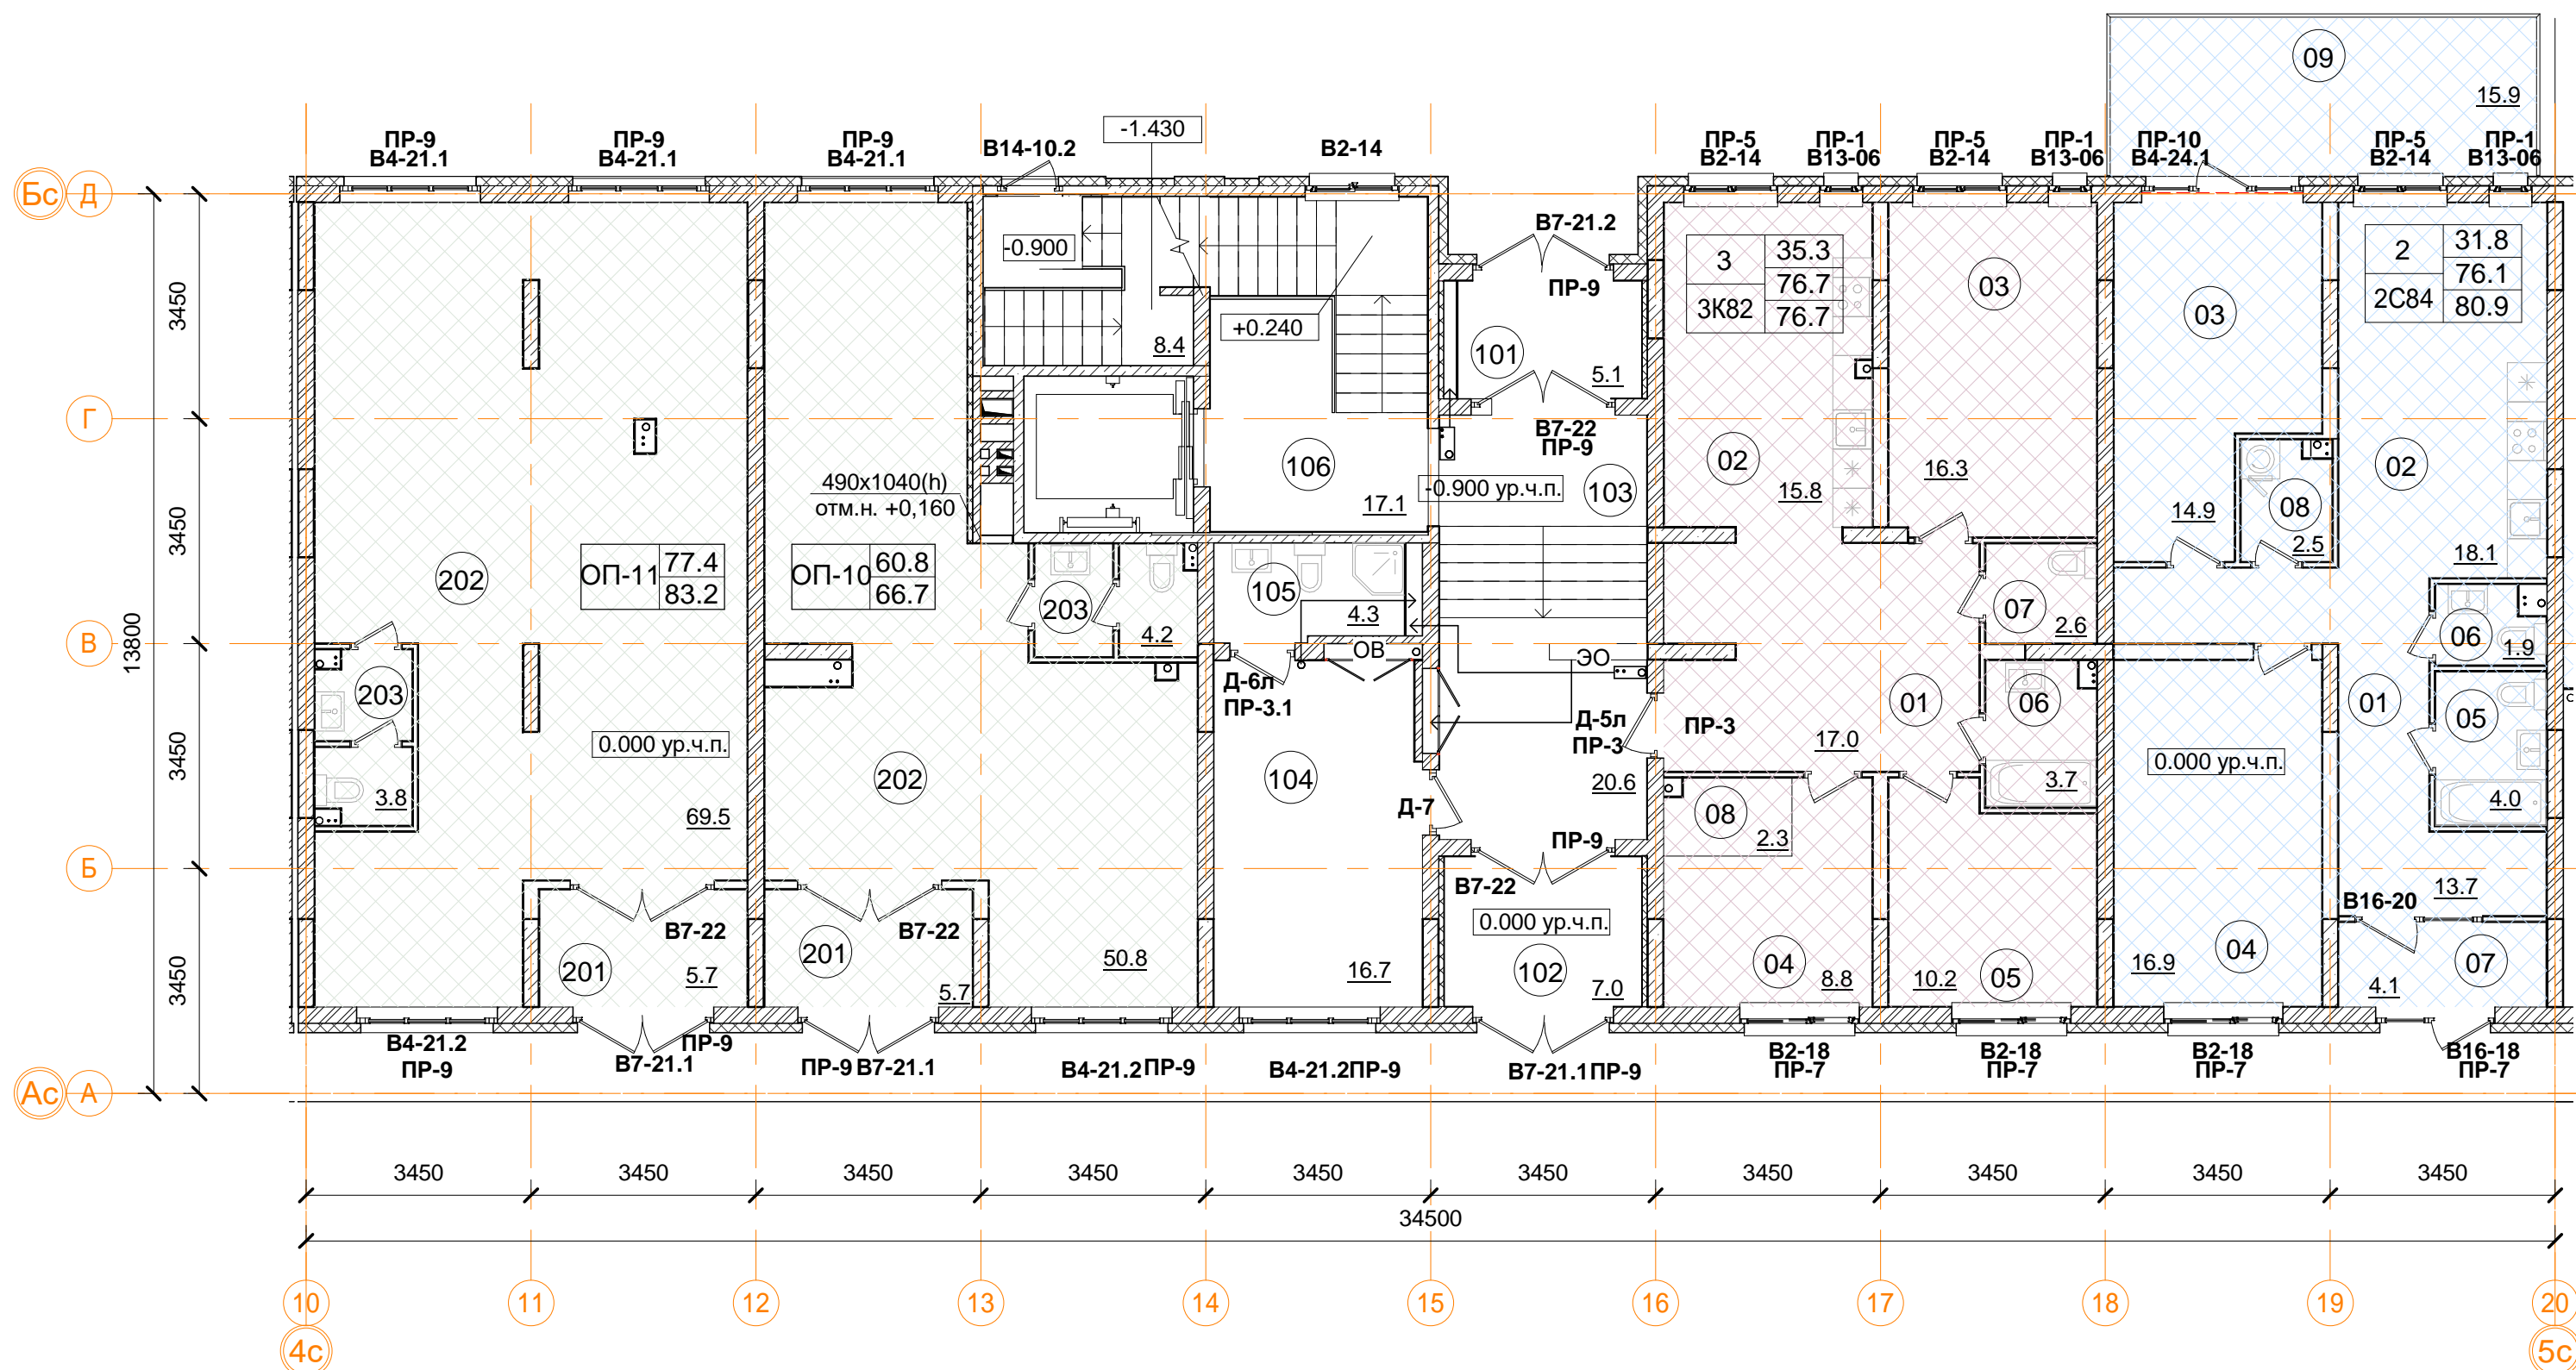 09
15.9
-1.430
ПР-9
В4-21.1
ПР-9
В4-21.1
ПР-9
В4-21.1
В14-10.2
В2-14
ПР-5
В2-14
ПР-1
В13-06
ПР-5
В2-14
ПР-1
В13-06
ПР-10
В4-24.1
ПР-5
В2-14
ПР-1
В13-06
Бс
Д
-0.900
В7-21.2
ПР-9
3
35.3
76.7
3К82
76.7
03
03
2
31.8
76.1
2С84
80.9
3450
+0.240
8.4
101
5.1
Г
В7-22
ПР-9
106
17.1
-0.900 ур.ч.п.
103
02
15.8
16.3
14.9
08
2.5
02
18.1
490х1040(h)
отм.н. +0,160
3450
202
ОП-11
77.4
83.2
ОП-10
60.8
66.7
203
4.2
105
4.3
ОВ
ЭО
07
2.6
06
1.9
В
13800
203
3.8
0.000 ур.ч.п.
69.5
202
Д-6л
ПР-3.1
104
Д-5л
ПР-3
ПР-3
20.6
Д-7
01
17.0
06
3.7
0.000 ур.ч.п.
01
05
4.0
3450
08
2.3
ПР-9
Б
В7-22
0.000 ур.ч.п.
13.7
В16-20
В7-22
В7-22
201
5.7
201
5.7
50.8
16.7
102
7.0
04
8.8
10.2
05
16.9
04
4.1
07
3450
В4-21.2
ПР-9
В7-21.1
ПР-9
ПР-9
В7-21.1
В4-21.2
ПР-9
В4-21.2
ПР-9
В7-21.1
ПР-9
В2-18
ПР-7
В2-18
ПР-7
В2-18
ПР-7
В16-18
ПР-7
Ас
А
3450
3450
3450
3450
3450
3450
3450
3450
3450
3450
34500
10
11
12
13
14
15
16
17
18
19
20
4с
5с